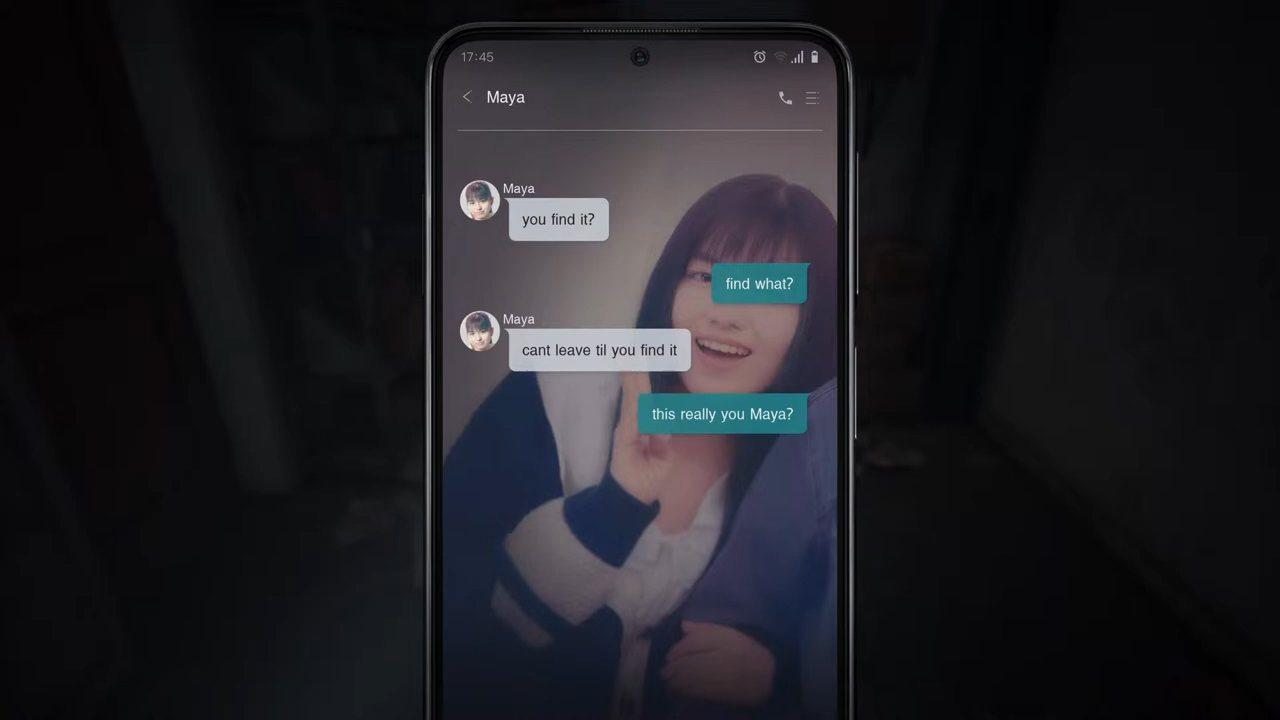 17:45
Maya
Maya
you find it?
find what?
Maya
cant leave til you find it
this really you Maya?